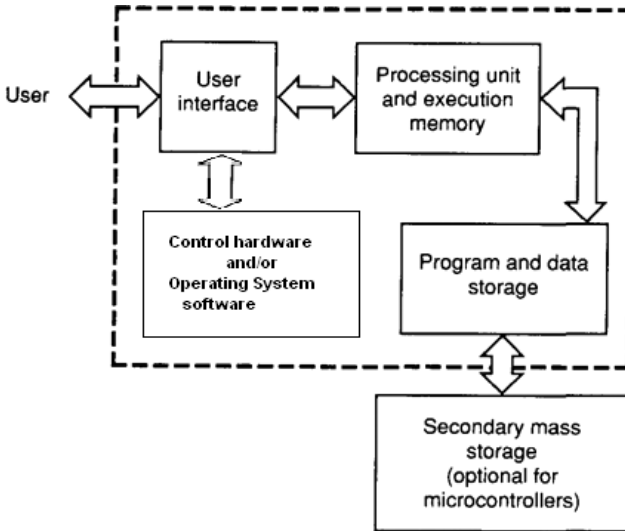 User
User
interface
Processing unit
and execution
memory
Control hardware
and/or
Operating System
software
Program and data
storage
Secondary mass
storage
(optional for
microcontrollers)